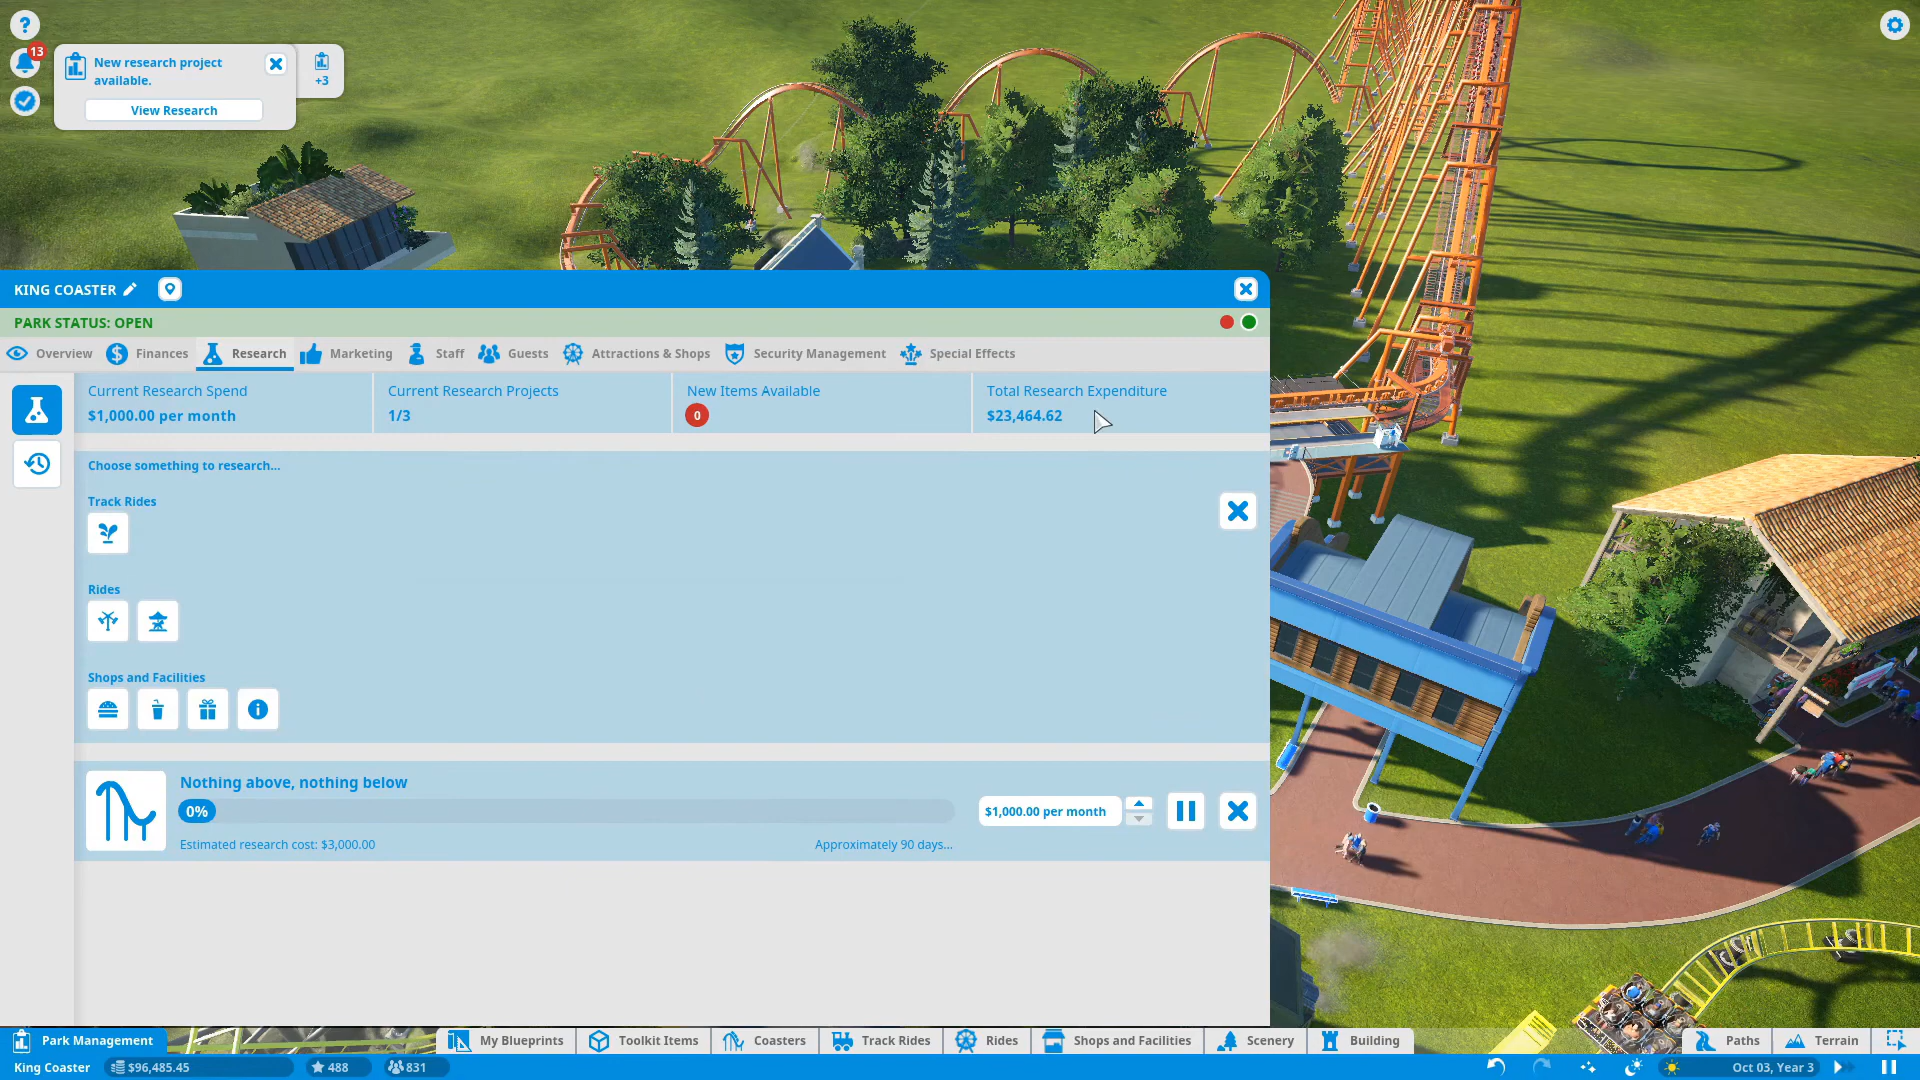 ?
13
New research project
available.
View Research
+3
KING COASTER
PARK STATUS: OPEN
Overview
Finances
Research
Marketing
Staff
Guests
Attractions & Shops
Security Management
Special Effects
Current Research Spend
$1,000.00 per month
Current Research Projects
1/3
New Items Available
0
Total Research Expenditure
$23,464.62
Choose something to research...
Track Rides
Rides
Shops and Facilities
Nothing above, nothing below
0%
$1,000.00 per month
Estimated research cost: $3,000.00
Approximately 90 days...
Park Management
My Blueprints
Toolkit Items
Coasters
Track Rides
Rides
Shops and Facilities
Scenery
Building
Paths
Terrain
King Coaster
$96,485.45
488
831
Oct 03, Year 3